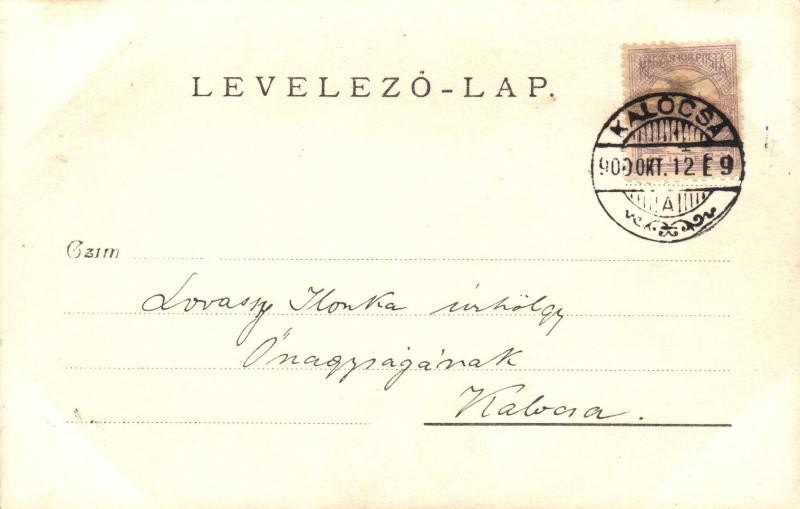 LEVELEZŐ-LAP.
MAGYAR KIR. POSTA
KALOCSA
900 OKT. 12 E 9
A
Czim
Lovassy Ilonka úrhölgy
Őnagyságának
Kalocsa.